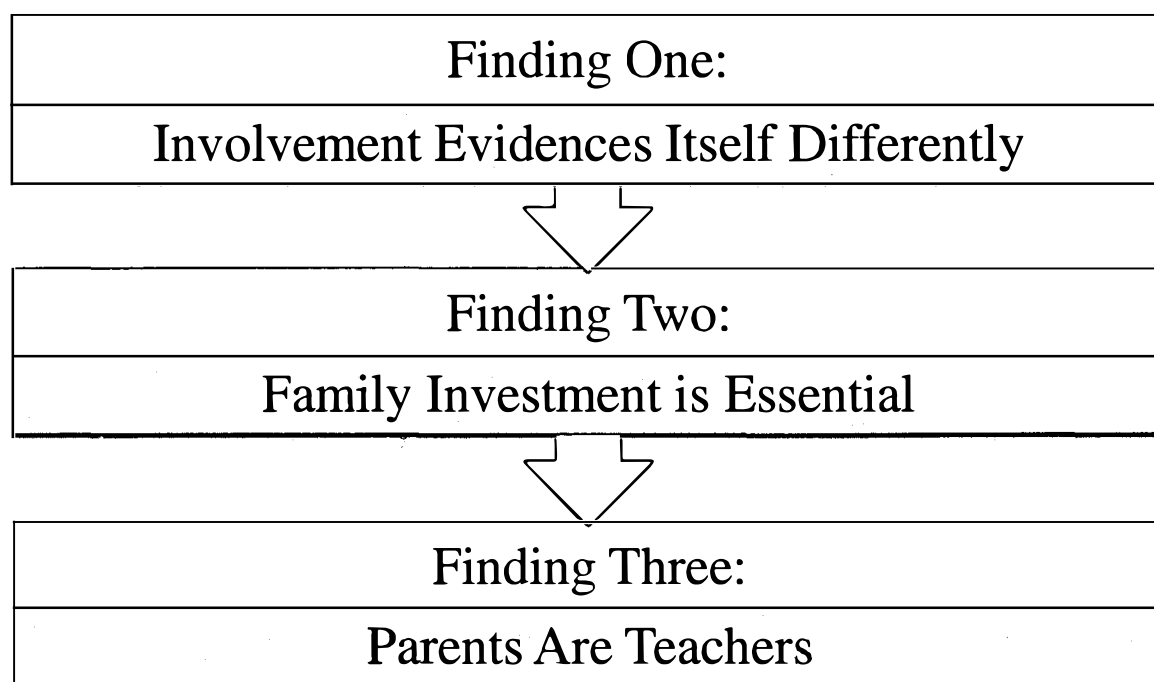 Finding One:
Involvement Evidences Itself Differently
Finding Two:
Family Investment is Essential
Finding Three:
Parents Are Teachers